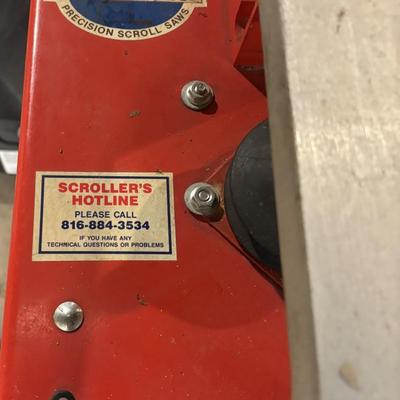 PRECISION SCROLL SAWS
SCROLLER'S
HOTLINE
PLEASE CALL
816-884-3534
IF YOU HAVE ANY
TECHNICAL QUESTIONS OR PROBLEMS